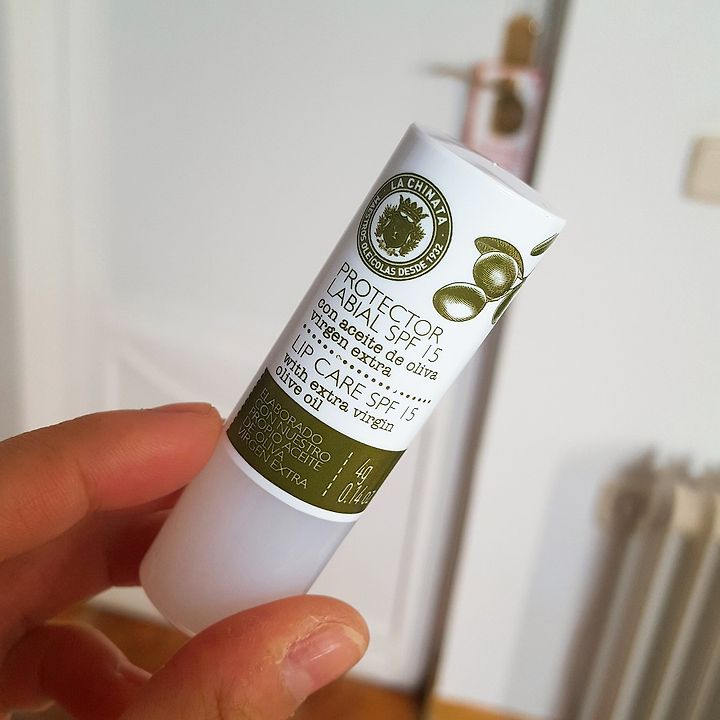 LA CHINATA
MAESTROS OLEÍCOLAS DESDE 1932
PROTECTOR
LABIAL SPF 15
con aceite de oliva
virgen extra
LIP CARE SPF 15
with extra virgin
olive oil
ELABORADO
CON NUESTRO
PROPIO ACEITE
DE OLIVA
VIRGEN EXTRA
4g
0.14 oz